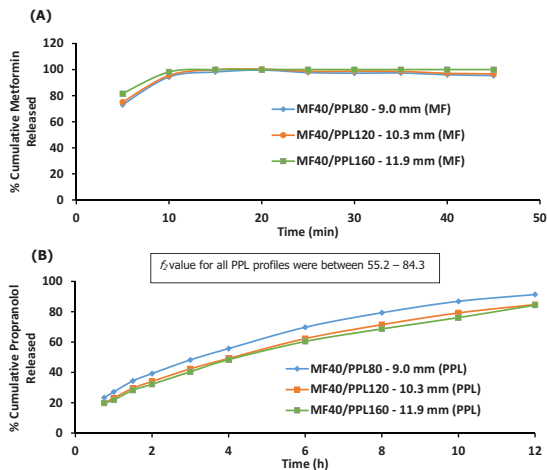 (A)
% Cumulative Metformin
Released
120
100
80
60
40
20
0
MF40/PPL80 - 9.0 mm (MF)
MF40/PPL120 - 10.3 mm (MF)
MF40/PPL160 - 11.9 mm (MF)
0 10 20 30 40 50
Time (min)
(B)
f2 value for all PPL profiles were between 55.2 – 84.3
% Cumulative Propranolol
Released
100
80
60
40
20
0
MF40/PPL80 - 9.0 mm (PPL)
MF40/PPL120 - 10.3 mm (PPL)
MF40/PPL160 - 11.9 mm (PPL)
0 2 4 6 8 10 12
Time (h)